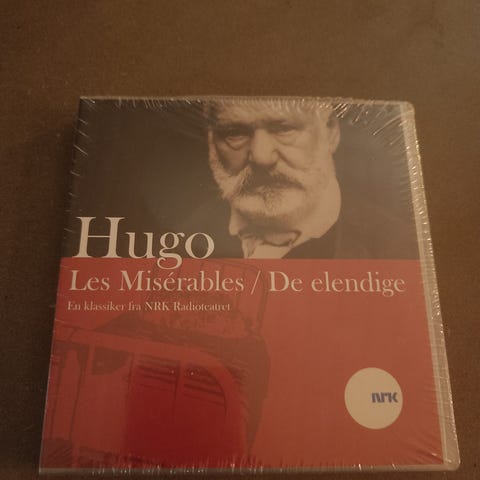 Hugo
Les Misérables / De elendige
En klassiker fra NRK Radioteatret
NRK